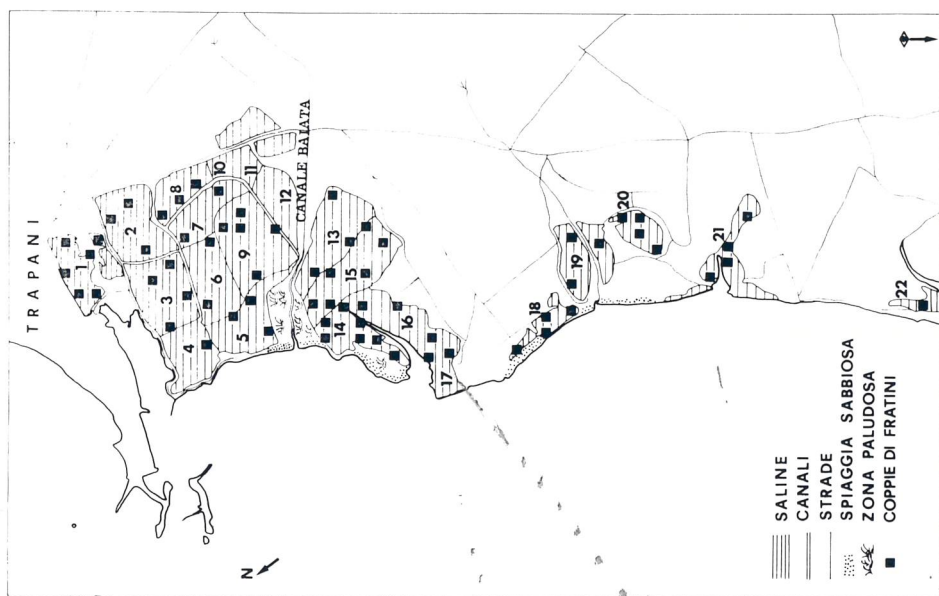 TRAPANI
1
2
3
4
5
6
7
8
9
10
11
12
CANALE BAIATA
13
14
15
16
17
18
19
20
21
22
N
SALINE
CANALI
STRADE
SPIAGGIA SABBIOSA
ZONA PALUDOSA
COPPIE DI FRATINI